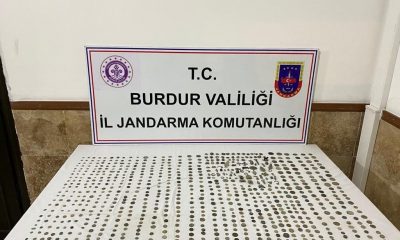 T.C.
BURDUR VALİLİĞİ
İL JANDARMA KOMUTANLIĞI